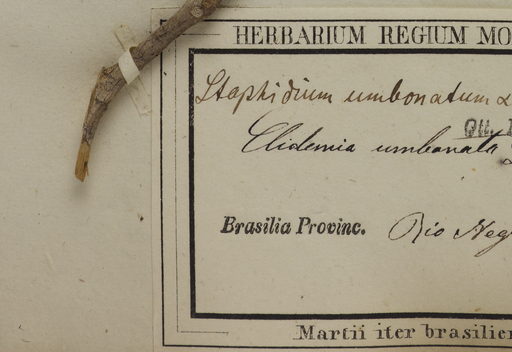 HERBARIUM REGIUM MO
Staphidium umbonatum
Clidemia umbonata
Brasilia Provinc. Rio Neg
Martii iter brasilien